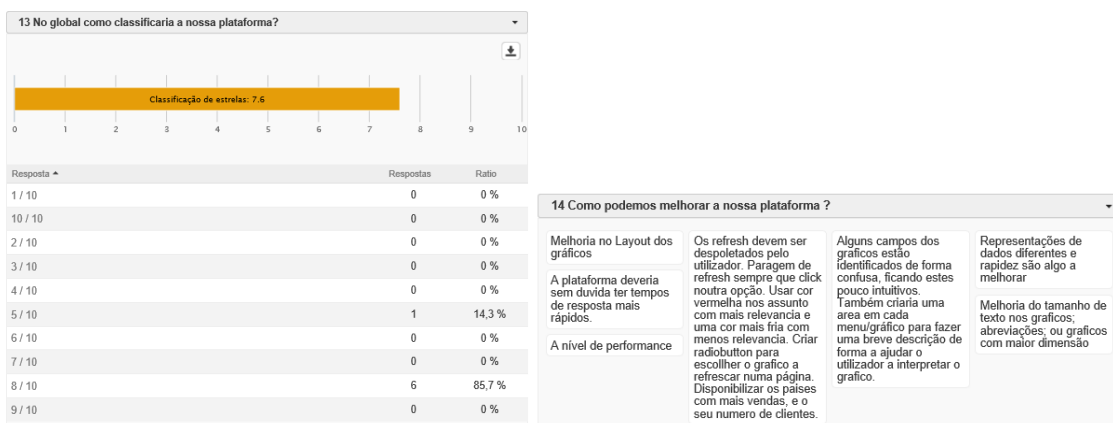 13 No global como classificaria a nossa plataforma?
Classificação de estrelas: 7.6
0 1 2 3 4 5 6 7 8 9 10
Resposta Respostas Ratio
1 / 10 0 0 %
10 / 10 0 0 %
2 / 10 0 0 %
3 / 10 0 0 %
4 / 10 0 0 %
5 / 10 1 14,3 %
6 / 10 0 0 %
7 / 10 0 0 %
8 / 10 6 85,7 %
9 / 10 0 0 %
14 Como podemos melhorar a nossa plataforma ?
Melhoria no Layout dos
gráficos
A plataforma deveria
sem duvida ter tempos
de resposta mais
rápidos.
A nível de performance
Os refresh devem ser
despoletados pelo
utilizador. Paragem de
refresh sempre que click
noutra opção. Usar cor
vermelha nos assunto
com mais relevancia e
uma cor mais fria com
menos relevancia. Criar
radiobutton para
escollher o grafico a
refrescar numa página.
Disponibilizar os países
com mais vendas, e o
seu numero de clientes.
Alguns campos dos
graficos estão
identificados de forma
confusa, ficando estes
pouco intuitivos.
Também criaria uma
area em cada
menu/gráfico para fazer
uma breve descrição de
forma a ajudar o
utilizador a interpretar o
grafico.
Representações de
dados diferentes e
rapidez são algo a
melhorar
Melhoria do tamanho de
texto nos graficos;
abreviações; ou graficos
com maior dimensão